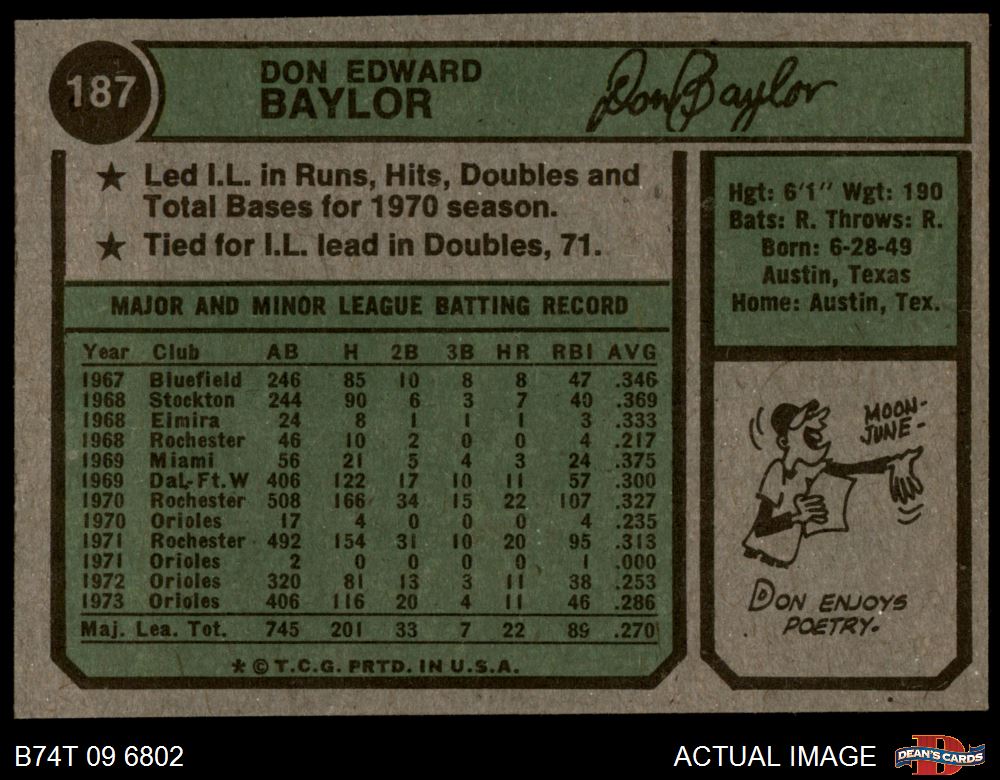 187
DON EDWARD
BAYLOR
Don Baylor
★ Led I.L. in Runs, Hits, Doubles and
Total Bases for 1970 season.
★ Tied for I.L. lead in Doubles, 71.
MAJOR AND MINOR LEAGUE BATTING RECORD
Year Club AB H 2B 3B HR RBI AVG
1967 Bluefield 246 85 10 8 8 47 .346
1968 Stockton 244 90 6 3 7 40 .369
1968 Elmira 24 8 1 1 1 3 .333
1968 Rochester 46 10 2 0 0 4 .217
1969 Miami 56 21 5 4 3 24 .375
1969 Dal.-Ft.W 406 122 17 10 11 57 .300
1970 Rochester 508 166 34 15 22 107 .327
1970 Orioles 17 4 0 0 0 4 .235
1971 Rochester 492 154 31 10 20 95 .313
1971 Orioles 2 0 0 0 0 1 .000
1972 Orioles 320 81 13 3 11 38 .253
1973 Orioles 406 116 20 4 11 46 .286
Maj. Lea. Tot. 745 201 33 7 22 89 .270
* © T.C.G. PRTD. IN U.S.A.
Hgt: 6'1" Wgt: 190
Bats: R. Throws: R.
Born: 6-28-49
Austin, Texas
Home: Austin, Tex.
MOON-
JUNE-
DON ENJOYS
POETRY.
B74T 09 6802
ACTUAL IMAGE
DEAN'S CARDS